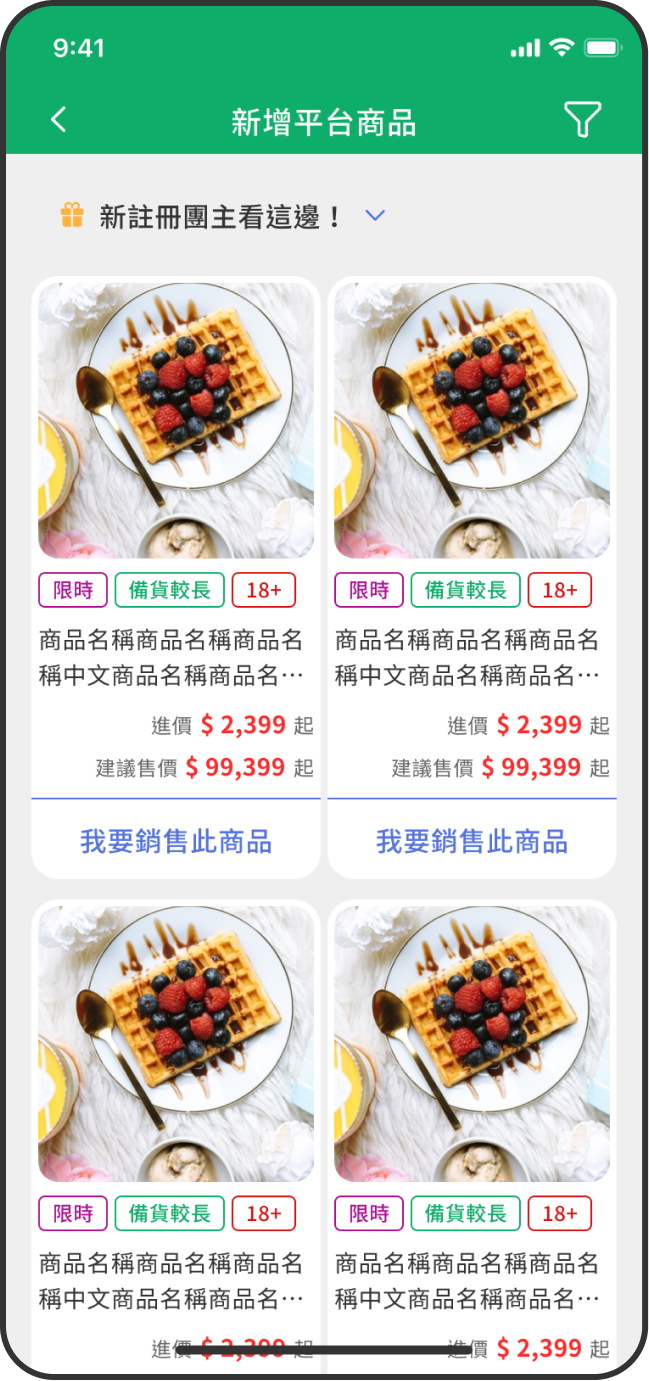 9:41
新增平台商品
新註冊團主看這邊！
限時 備貨較長 18+
商品名稱商品名稱商品名
稱中文商品名稱商品名…
進價 $ 2,399 起
建議售價 $ 99,399 起
我要銷售此商品
限時 備貨較長 18+
商品名稱商品名稱商品名
稱中文商品名稱商品名…
進價 $ 2,399 起
建議售價 $ 99,399 起
我要銷售此商品
限時 備貨較長 18+
商品名稱商品名稱商品名
稱中文商品名稱商品名…
進價 $ 2,399 起
限時 備貨較長 18+
商品名稱商品名稱商品名
稱中文商品名稱商品名…
進價 $ 2,399 起